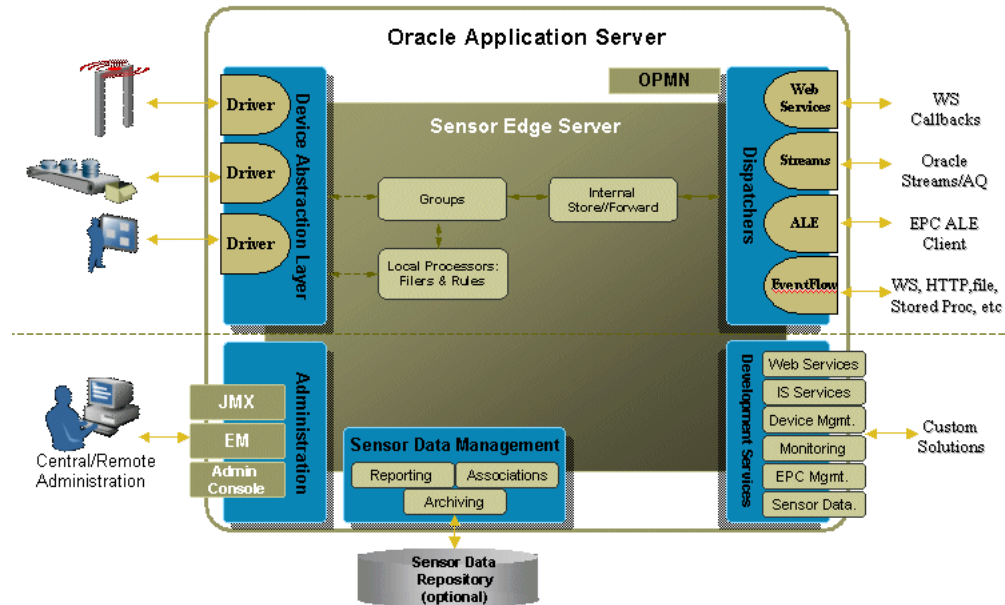 Oracle Application Server
OPMN
Driver
Driver
Driver
Device Abstraction Layer
Sensor Edge Server
Groups
Internal
Store//Forward
Local Processors:
Filers & Rules
Dispatchers
Web
Services
Streams
ALE
EventFlow
WS
Callbacks
Oracle
Streams/AQ
EPC ALE
Client
WS, HTTP,file,
Stored Proc, etc
Central/Remote
Administration
JMX
EM
Admin
Console
Administration
Sensor Data Management
Reporting
Associations
Archiving
Sensor Data
Repository
(optional)
Development Services
Web Services
IS Services
Device Mgmt.
Monitoring
EPC Mgmt.
Sensor Data.
Custom
Solutions